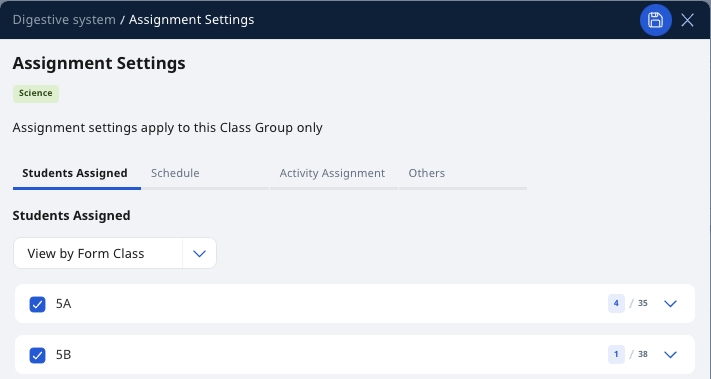 Digestive system / Assignment Settings
Assignment Settings
Science
Assignment settings apply to this Class Group only
Students Assigned Schedule Activity Assignment Others
Students Assigned
View by Form Class
5A 4 / 35
5B 1 / 38